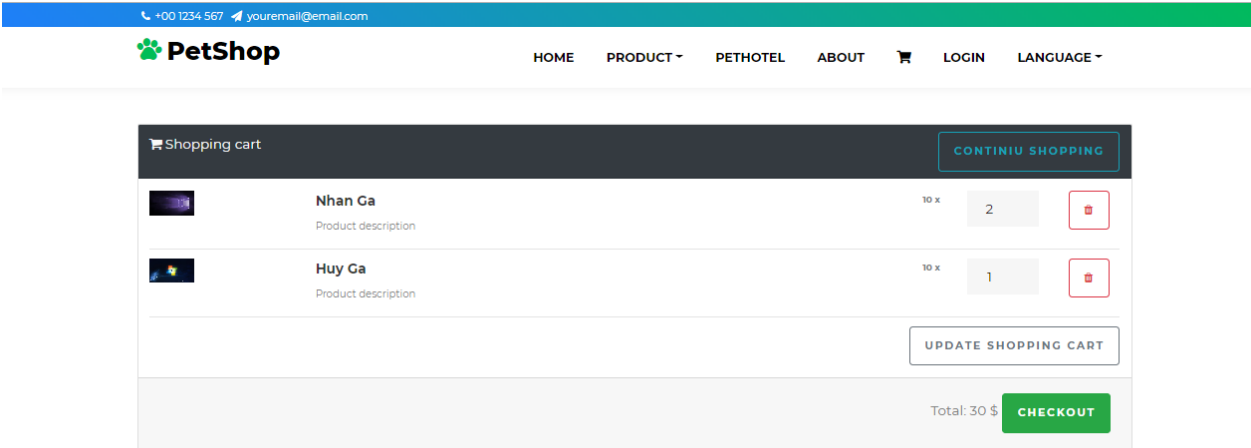 +00 1234 567 youremail@email.com
PetShop
HOME PRODUCT PETHOTEL ABOUT LOGIN LANGUAGE
Shopping cart CONTINIU SHOPPING
Nhan Ga 10 x 2
Product description
Huy Ga 10 x 1
Product description
UPDATE SHOPPING CART
Total: 30 $ CHECKOUT